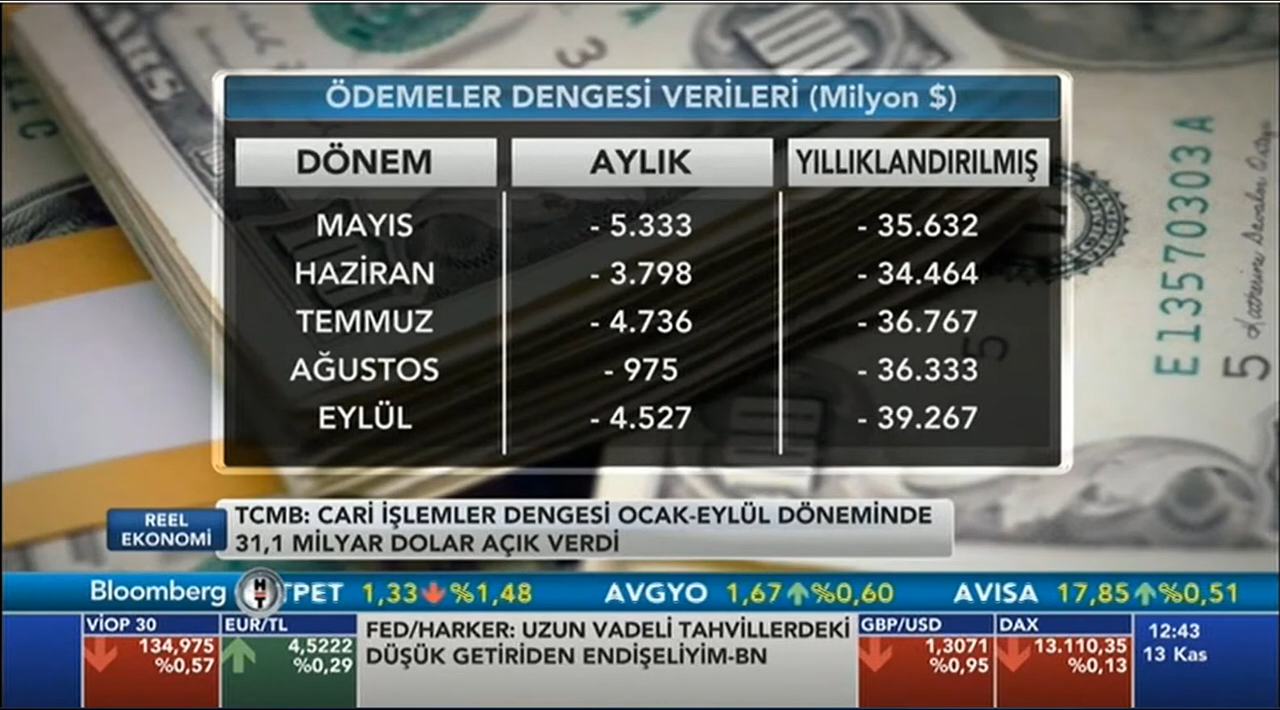 ÖDEMELER DENGESİ VERİLERİ (Milyon $)
DÖNEM AYLIK YILLIKLANDIRILMIŞ
MAYIS - 5.333 - 35.632
HAZİRAN - 3.798 - 34.464
TEMMUZ - 4.736 - 36.767
AĞUSTOS - 975 - 36.333
EYLÜL - 4.527 - 39.267
E13570303A
5
5
REEL
EKONOMİ
TCMB: CARİ İŞLEMLER DENGESİ OCAK-EYLÜL DÖNEMİNDE
31,1 MİLYAR DOLAR AÇIK VERDİ
Bloomberg HT TPET 1,33 %1,48 AVGYO 1,67 %0,60 AVISA 17,85 %0,51
VİOP 30
134,975
%0,57
EUR/TL
4,5222
%0,29
FED/HARKER: UZUN VADELİ TAHVİLLERDEKİ
DÜŞÜK GETİRİDEN ENDİŞELİYİM-BN
GBP/USD
1,3071
%0,95
DAX
13.110,35
%0,13
12:43
13 Kas